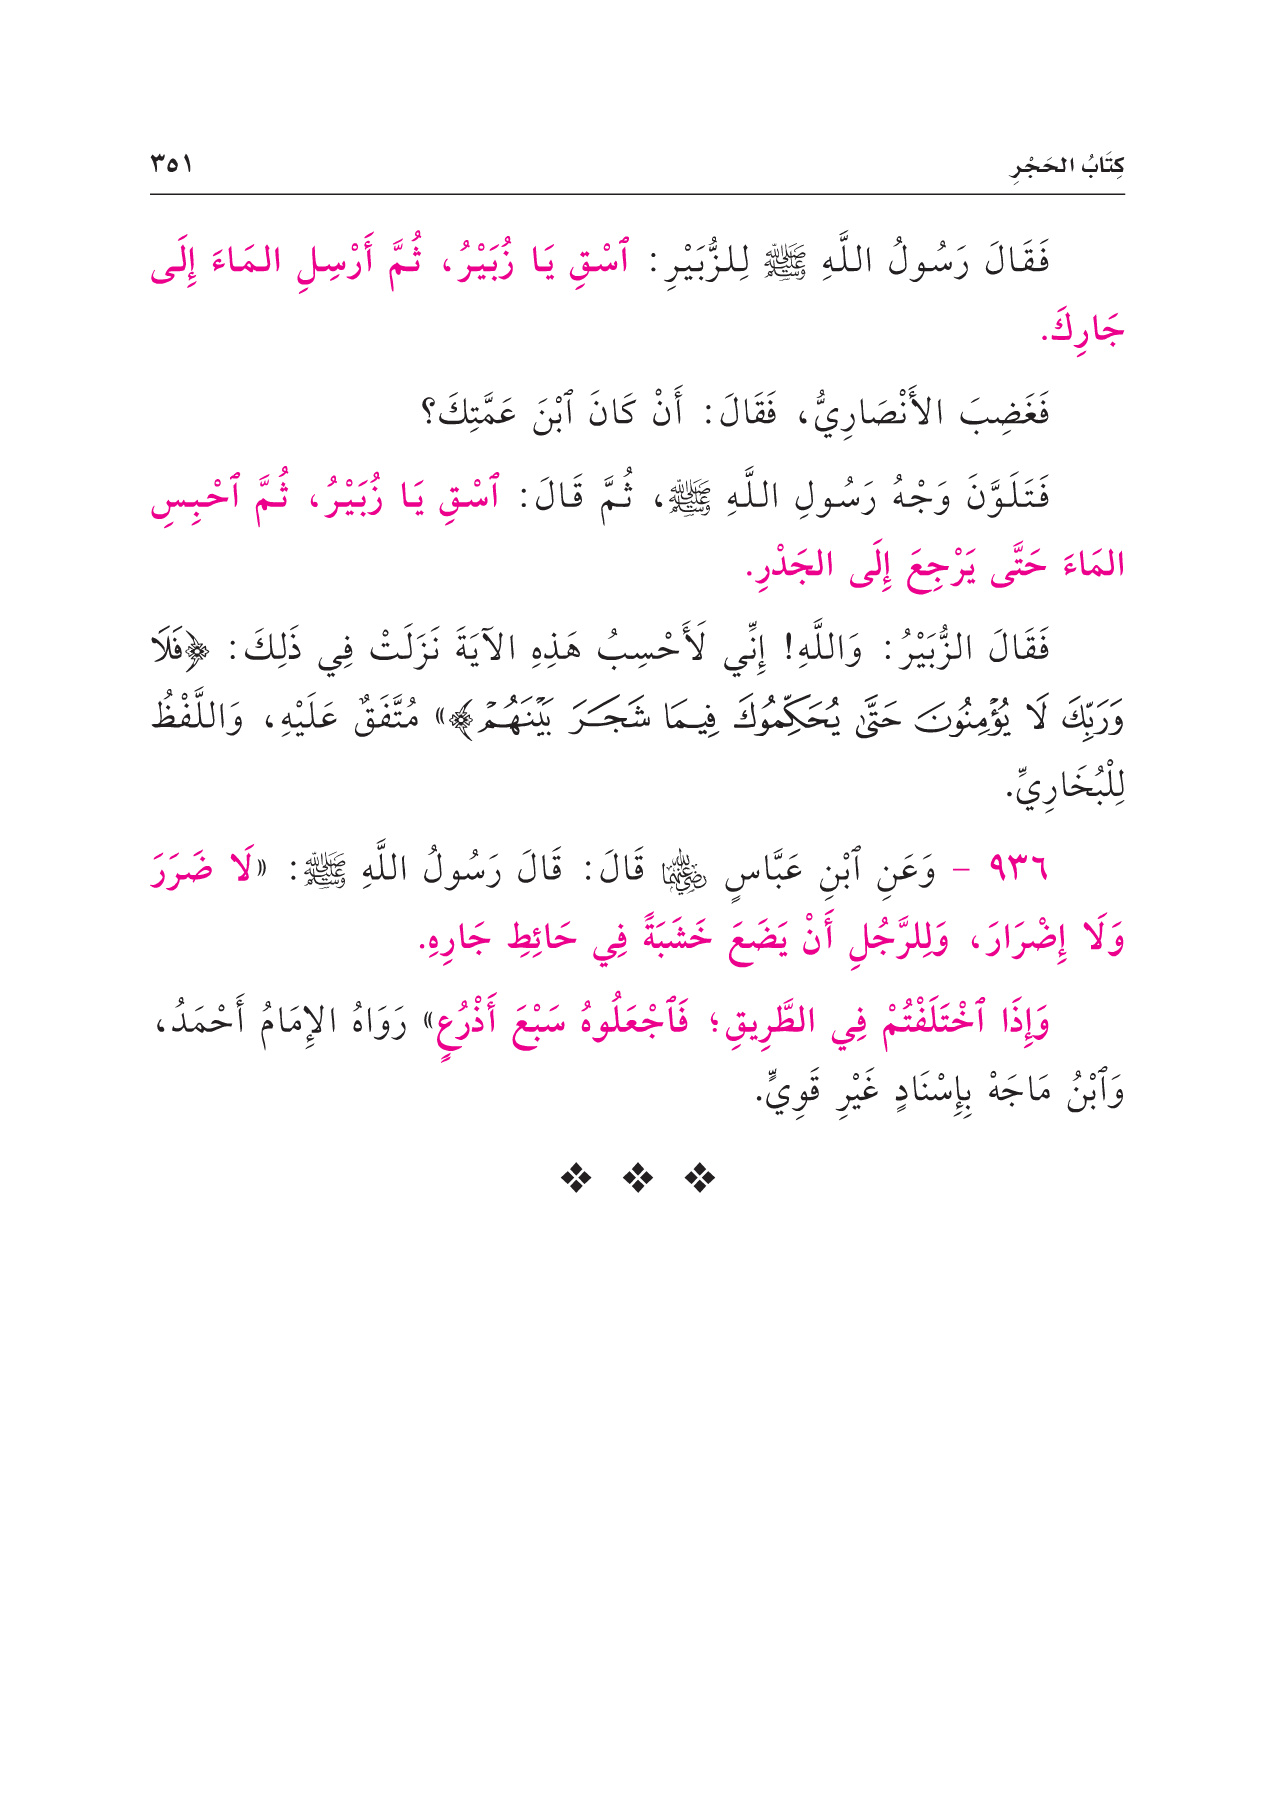 كِتَابُ الحَجْرِ ٣٥١
فَقَالَ رَسُولُ اللَّهِ ﷺ لِلزُّبَيْرِ: ٱسْقِ يَا زُبَيْرُ، ثُمَّ أَرْسِلِ المَاءَ إِلَى
جَارِكَ.
فَغَضِبَ الأَنْصَارِيُّ، فَقَالَ: أَنْ كَانَ ٱبْنَ عَمَّتِكَ؟
فَتَلَوَّنَ وَجْهُ رَسُولِ اللَّهِ ﷺ، ثُمَّ قَالَ: ٱسْقِ يَا زُبَيْرُ، ثُمَّ ٱحْبِسِ
المَاءَ حَتَّى يَرْجِعَ إِلَى الجَدْرِ.
فَقَالَ الزُّبَيْرُ: وَاللَّهِ! إِنِّي لَأَحْسِبُ هَذِهِ الآيَةَ نَزَلَتْ فِي ذَلِكَ: ﴿فَلَا
وَرَبِّكَ لَا يُؤْمِنُونَ حَتَّىٰ يُحَكِّمُوكَ فِيمَا شَجَرَ بَيْنَهُمْ﴾» مُتَّفَقٌ عَلَيْهِ، وَاللَّفْظُ
لِلْبُخَارِيِّ.
٩٣٦ - وَعَنِ ٱبْنِ عَبَّاسٍ رضي الله عنهما قَالَ: قَالَ رَسُولُ اللَّهِ ﷺ: «لَا ضَرَرَ
وَلَا إِضْرَارَ، وَلِلرَّجُلِ أَنْ يَضَعَ خَشَبَةً فِي حَائِطِ جَارِهِ.
وَإِذَا ٱخْتَلَفْتُمْ فِي الطَّرِيقِ؛ فَٱجْعَلُوهُ سَبْعَ أَذْرُعٍ» رَوَاهُ الإِمَامُ أَحْمَدُ،
وَٱبْنُ مَاجَهْ بِإِسْنَادٍ غَيْرِ قَوِيٍّ.